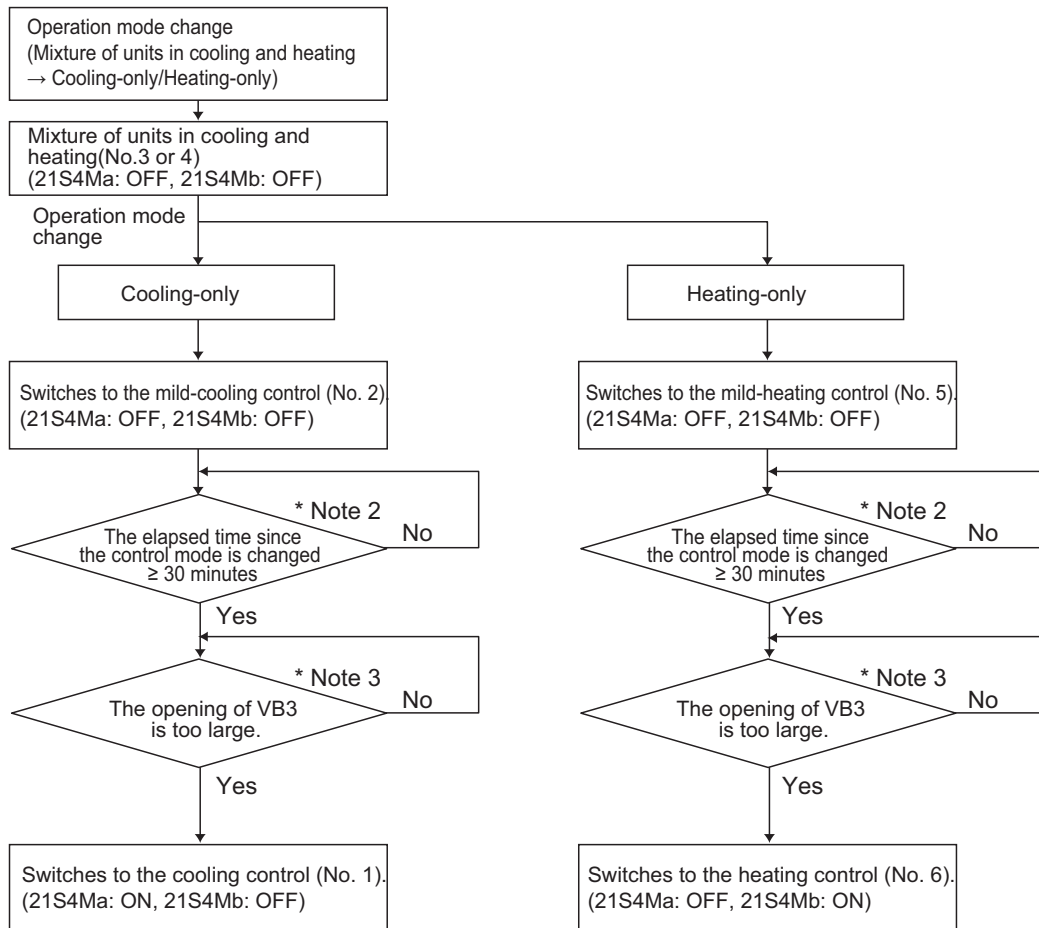 Operation mode change
(Mixture of units in cooling and heating
→ Cooling-only/Heating-only)
Mixture of units in cooling and
heating(No.3 or 4)
(21S4Ma: OFF, 21S4Mb: OFF)
Operation mode
change
Cooling-only
Heating-only
Switches to the mild-cooling control (No. 2).
(21S4Ma: OFF, 21S4Mb: OFF)
Switches to the mild-heating control (No. 5).
(21S4Ma: OFF, 21S4Mb: OFF)
* Note 2
The elapsed time since
the control mode is changed
≥ 30 minutes
No
Yes
* Note 2
The elapsed time since
the control mode is changed
≥ 30 minutes
No
Yes
* Note 3
The opening of VB3
is too large.
No
Yes
* Note 3
The opening of VB3
is too large.
No
Yes
Switches to the cooling control (No. 1).
(21S4Ma: ON, 21S4Mb: OFF)
Switches to the heating control (No. 6).
(21S4Ma: OFF, 21S4Mb: ON)